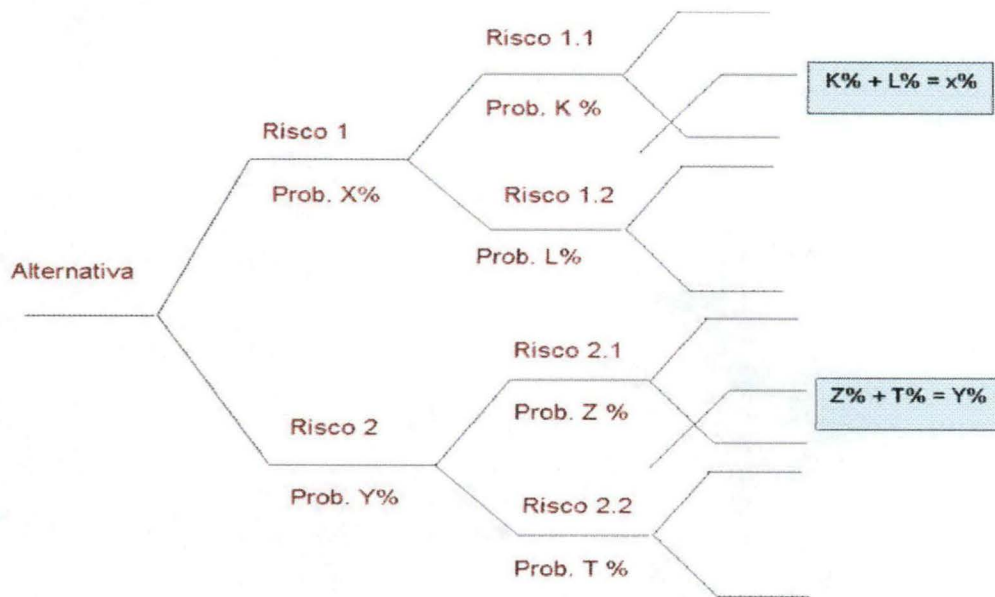 Risco 1.1
K% + L% = x%
Prob. K %
Risco 1
Prob. X%
Risco 1.2
Prob. L%
Alternativa
Risco 2.1
Z% + T% = Y%
Prob. Z %
Risco 2
Prob. Y%
Risco 2.2
Prob. T %